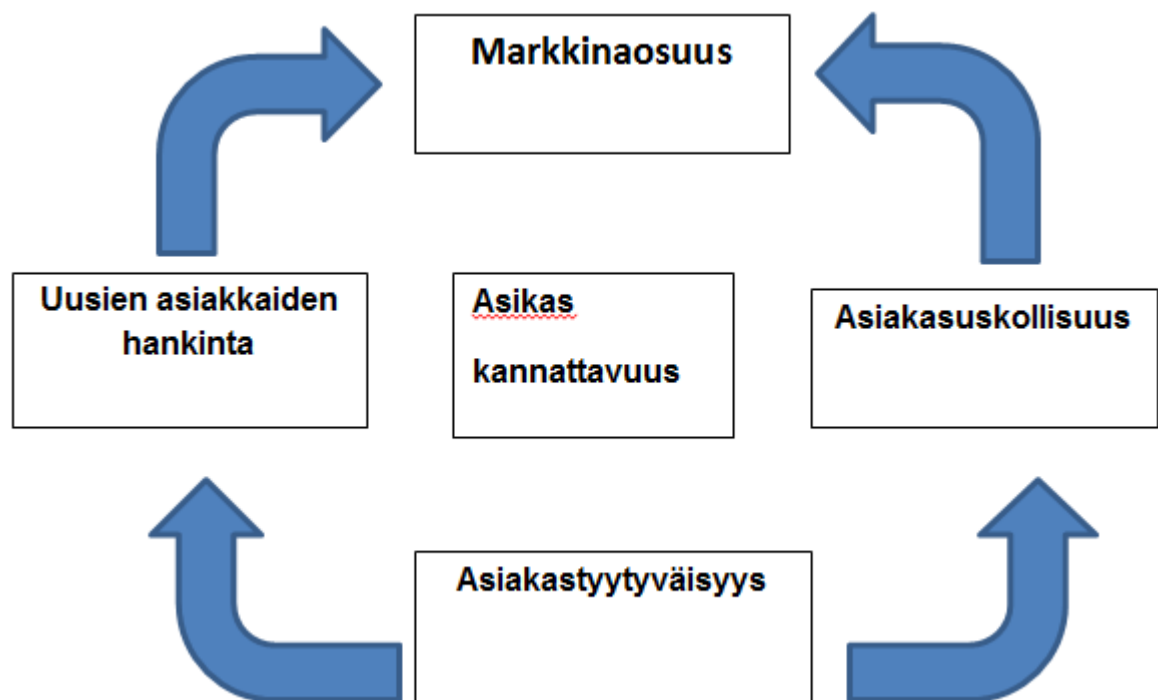 Markkinaosuus
Uusien asiakkaiden
hankinta
Asikas
kannattavuus
Asiakasuskollisuus
Asiakastyytyväisyys